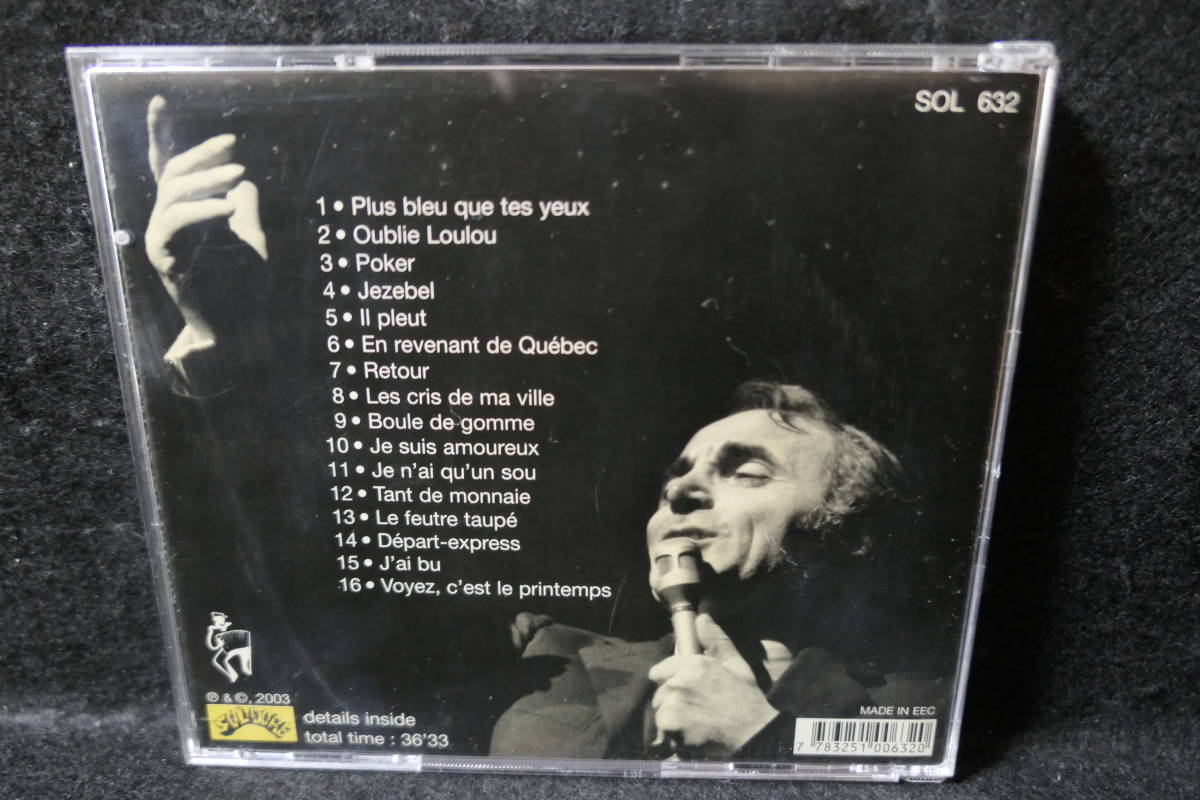 SOL 632
1 • Plus bleu que tes yeux
2 • Oublie Loulou
3 • Poker
4 • Jezebel
5 • Il pleut
6 • En revenant de Québec
7 • Retour
8 • Les cris de ma ville
9 • Boule de gomme
10 • Je suis amoureux
11 • Je n'ai qu'un sou
12 • Tant de monnaie
13 • Le feutre taupé
14 • Départ-express
15 • J'ai bu
16 • Voyez, c'est le printemps
℗ & ©, 2003
SOLDORE
details inside
total time : 36'33
MADE IN EEC
7 783251 006320